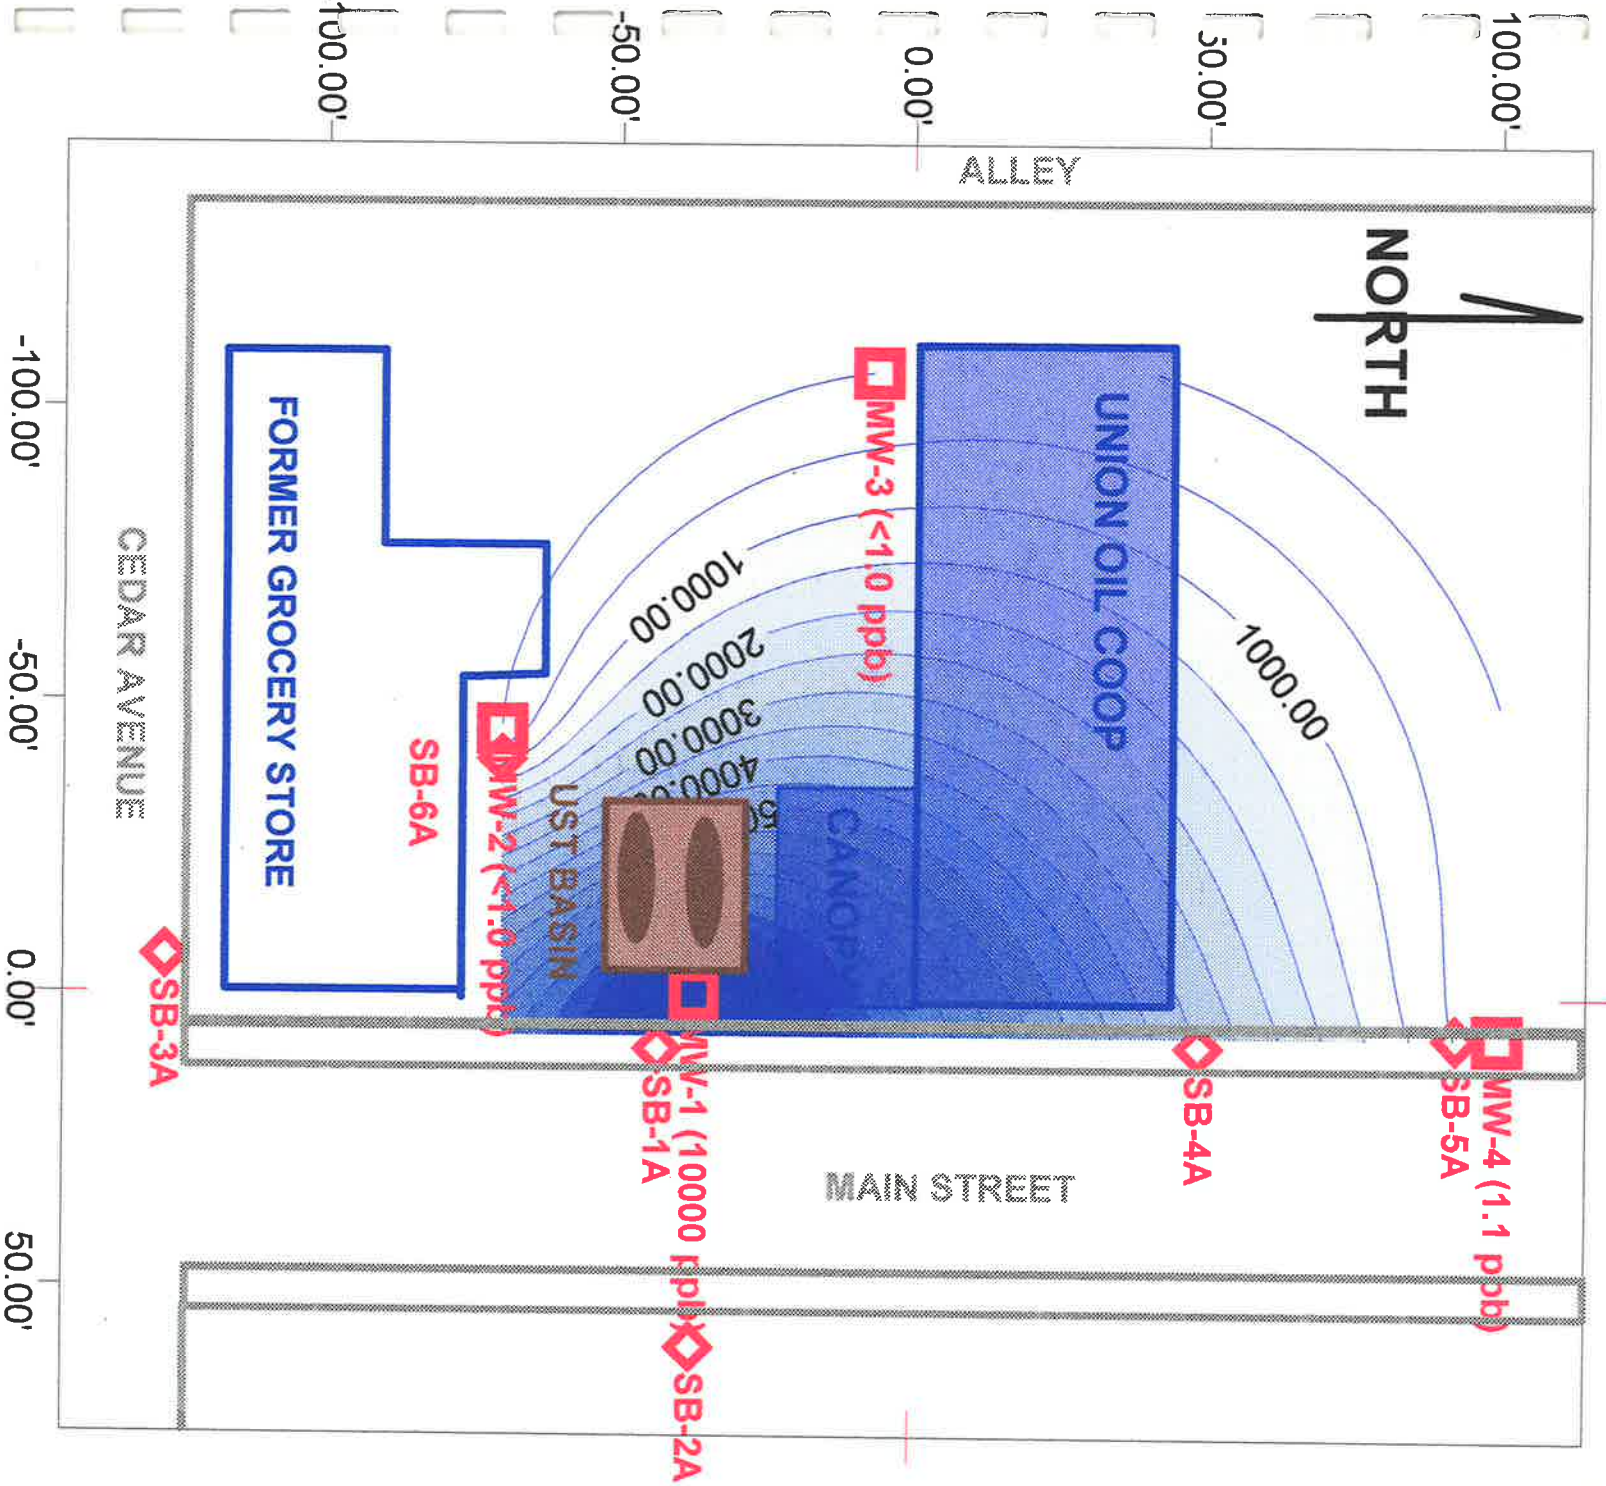 100.00'
-50.00'
0.00'
50.00'
100.00'
ALLEY
NORTH
UNION OIL COOP
MW-3 (<1.0 ppb)
1000.00
1000.00
2000.00
3000.00
FORMER GROCERY STORE
CEDAR AVENUE
SB-6A
MW-2 (<1.0 ppb)
UST BASIN
CANOPY
-100.00'
-50.00'
0.00'
50.00'
SB-3A
SB-1A
MW-1 (10000 ppb)
SB-4A
SB-5A
MW-4 (1.1 ppb)
MAIN STREET
SB-2A